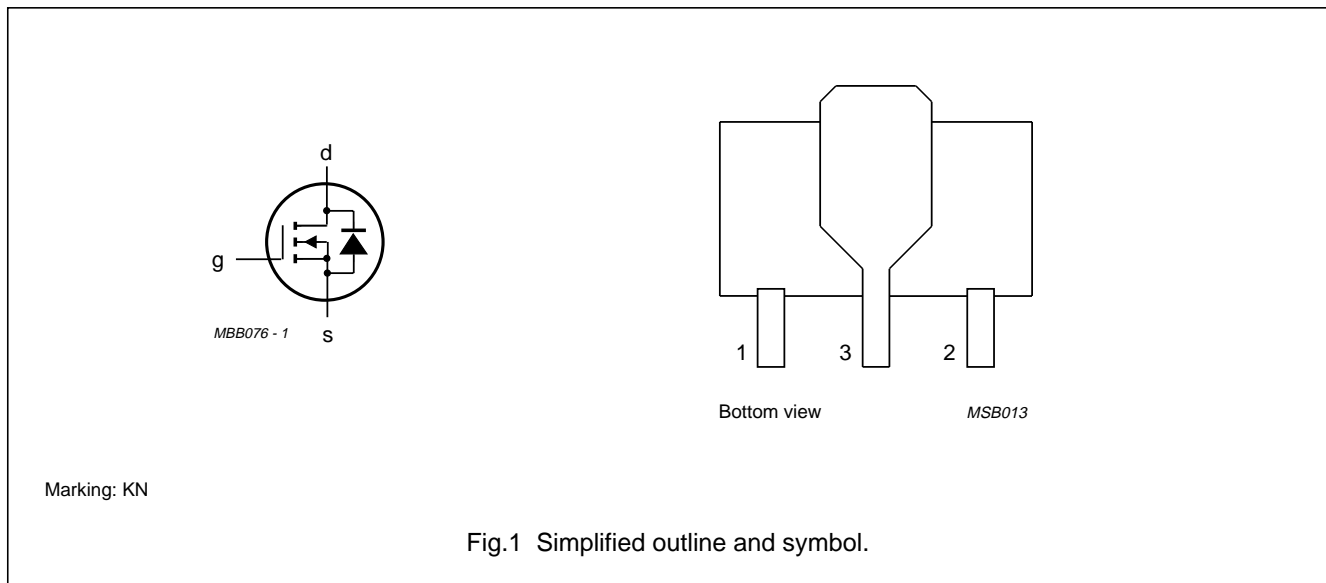 d
g
MBB076 - 1
s
1
3
2
Bottom view
MSB013
Marking: KN
Fig.1 Simplified outline and symbol.